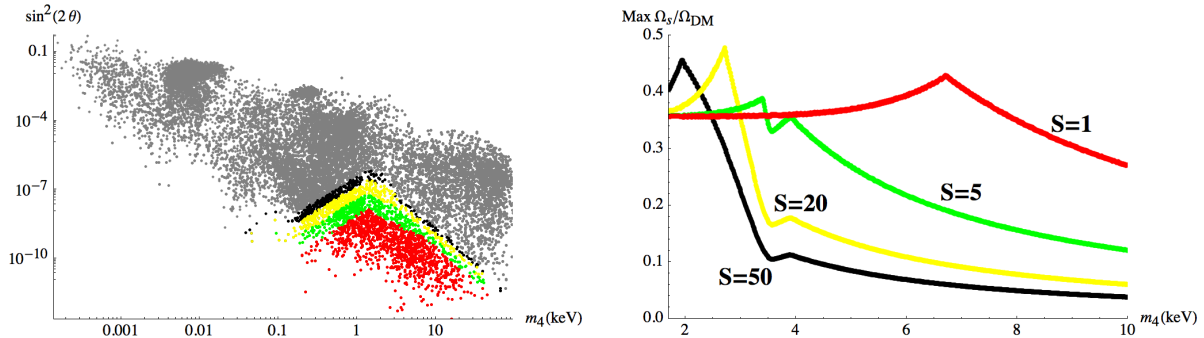 sin²(2 θ)
0.1
10⁻⁴
10⁻⁷
10⁻¹⁰
0.001 0.01 0.1 1 10 m₄(keV)
Max Ωₛ/Ω_DM
0.5
0.4
0.3
0.2
0.1
0.0
S=1
S=5
S=20
S=50
2 4 6 8 10 m₄(keV)